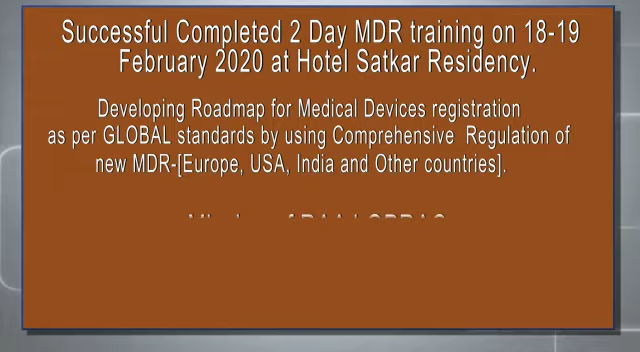 Successful Completed 2 Day MDR training on 18-19
February 2020 at Hotel Satkar Residency.
Developing Roadmap for Medical Devices registration
as per GLOBAL standards by using Comprehensive Regulation of
new MDR-[Europe, USA, India and Other countries].